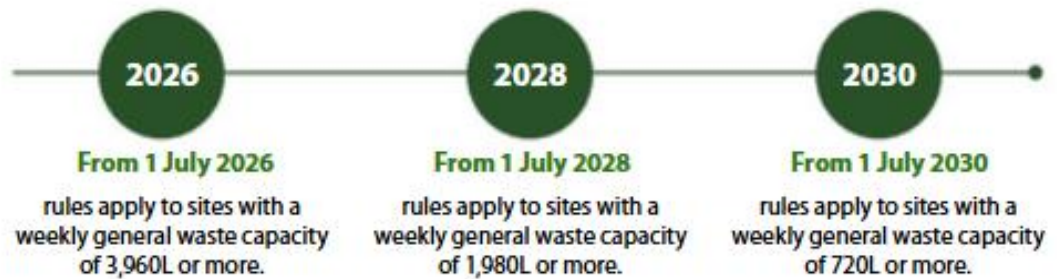 2026
2028
2030
From 1 July 2026
rules apply to sites with a
weekly general waste capacity
of 3,960L or more.
From 1 July 2028
rules apply to sites with a
weekly general waste capacity
of 1,980L or more.
From 1 July 2030
rules apply to sites with a
weekly general waste capacity
of 720L or more.